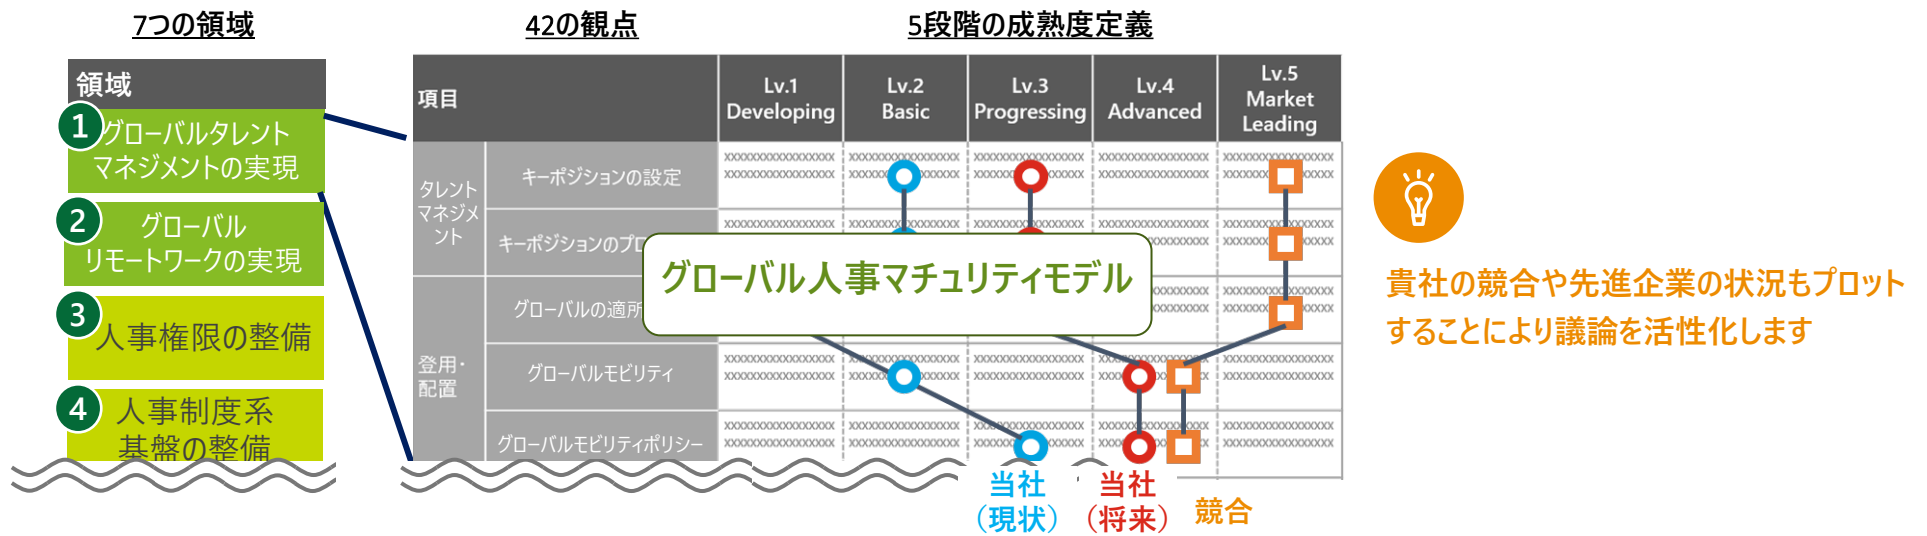 7つの領域
42の観点
5段階の成熟度定義
領域
1
グローバルタレント
マネジメントの実現
2
グローバル
リモートワークの実現
3
人事権限の整備
4
人事制度系
基盤の整備
項目
Lv.1
Developing
Lv.2
Basic
Lv.3
Progressing
Lv.4
Advanced
Lv.5
Market
Leading
タレント
マネジメ
ント
キーポジションの設定
キーポジションのプロ
グローバル人事マチュリティモデル
登用・
配置
グローバルの適所
グローバルモビリティ
グローバルモビリティポリシー
当社
（現状）
当社
（将来）
競合
貴社の競合や先進企業の状況もプロット
することにより議論を活性化します